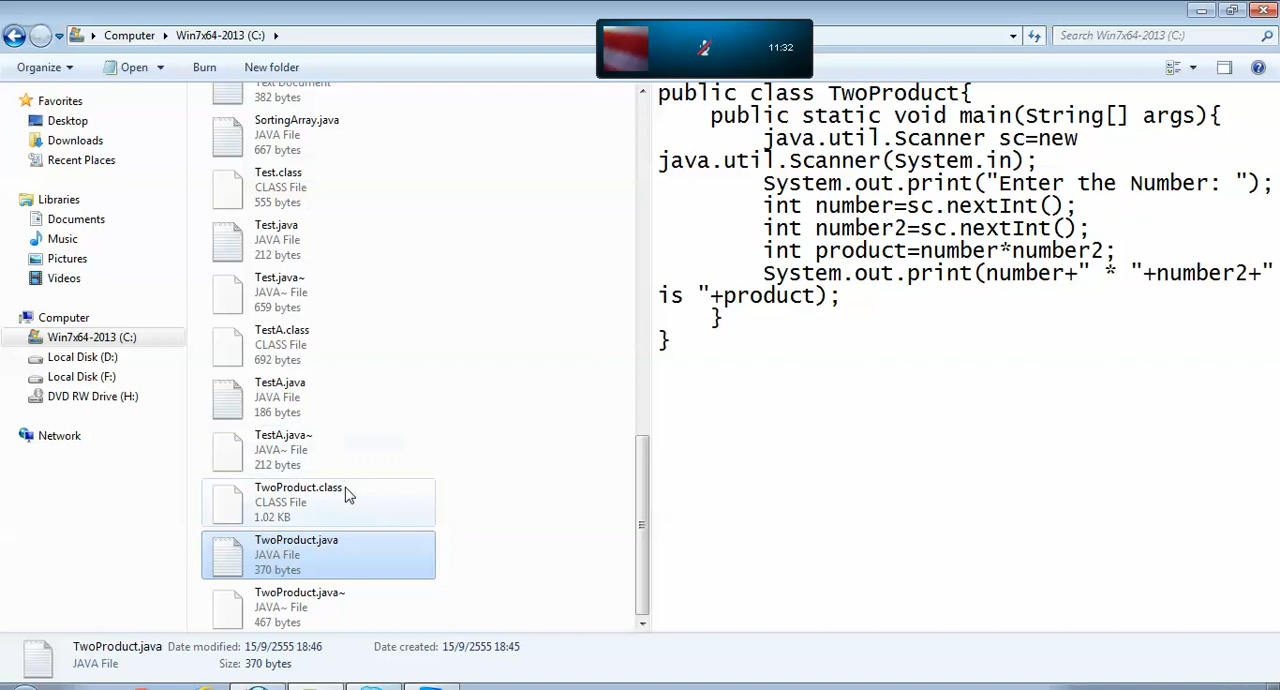 Computer Win7x64-2013 (C:)
11:32
Search Win7x64-2013 (C:)
Organize Open Burn New folder
Favorites
Desktop
Downloads
Recent Places
Libraries
Documents
Music
Pictures
Videos
Computer
Win7x64-2013 (C:)
Local Disk (D:)
Local Disk (F:)
DVD RW Drive (H:)
Network
Text Document
382 bytes
SortingArray.java
JAVA File
667 bytes
Test.class
CLASS File
555 bytes
Test.java
JAVA File
212 bytes
Test.java~
JAVA~ File
659 bytes
TestA.class
CLASS File
692 bytes
TestA.java
JAVA File
186 bytes
TestA.java~
JAVA~ File
212 bytes
TwoProduct.class
CLASS File
1.02 KB
TwoProduct.java
JAVA File
370 bytes
TwoProduct.java~
JAVA~ File
467 bytes
public class TwoProduct{
public static void main(String[] args){
java.util.Scanner sc=new
java.util.Scanner(System.in);
System.out.print("Enter the Number: ");
int number=sc.nextInt();
int number2=sc.nextInt();
int product=number*number2;
System.out.print(number+" * "+number2+"
is "+product);
}
}
TwoProduct.java Date modified: 15/9/2555 18:46 Date created: 15/9/2555 18:45
JAVA File Size: 370 bytes